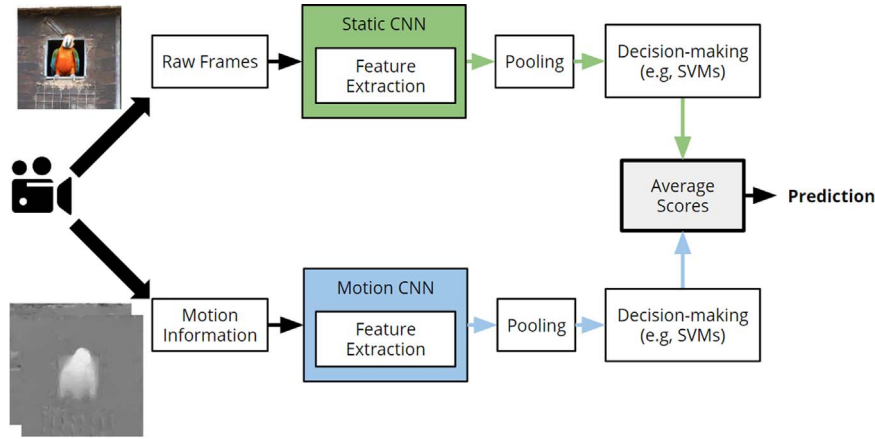 Static CNN
Raw Frames
Feature
Extraction
Pooling
Decision-making
(e.g, SVMs)
Average
Scores
Prediction
Motion CNN
Motion
Information
Feature
Extraction
Pooling
Decision-making
(e.g, SVMs)